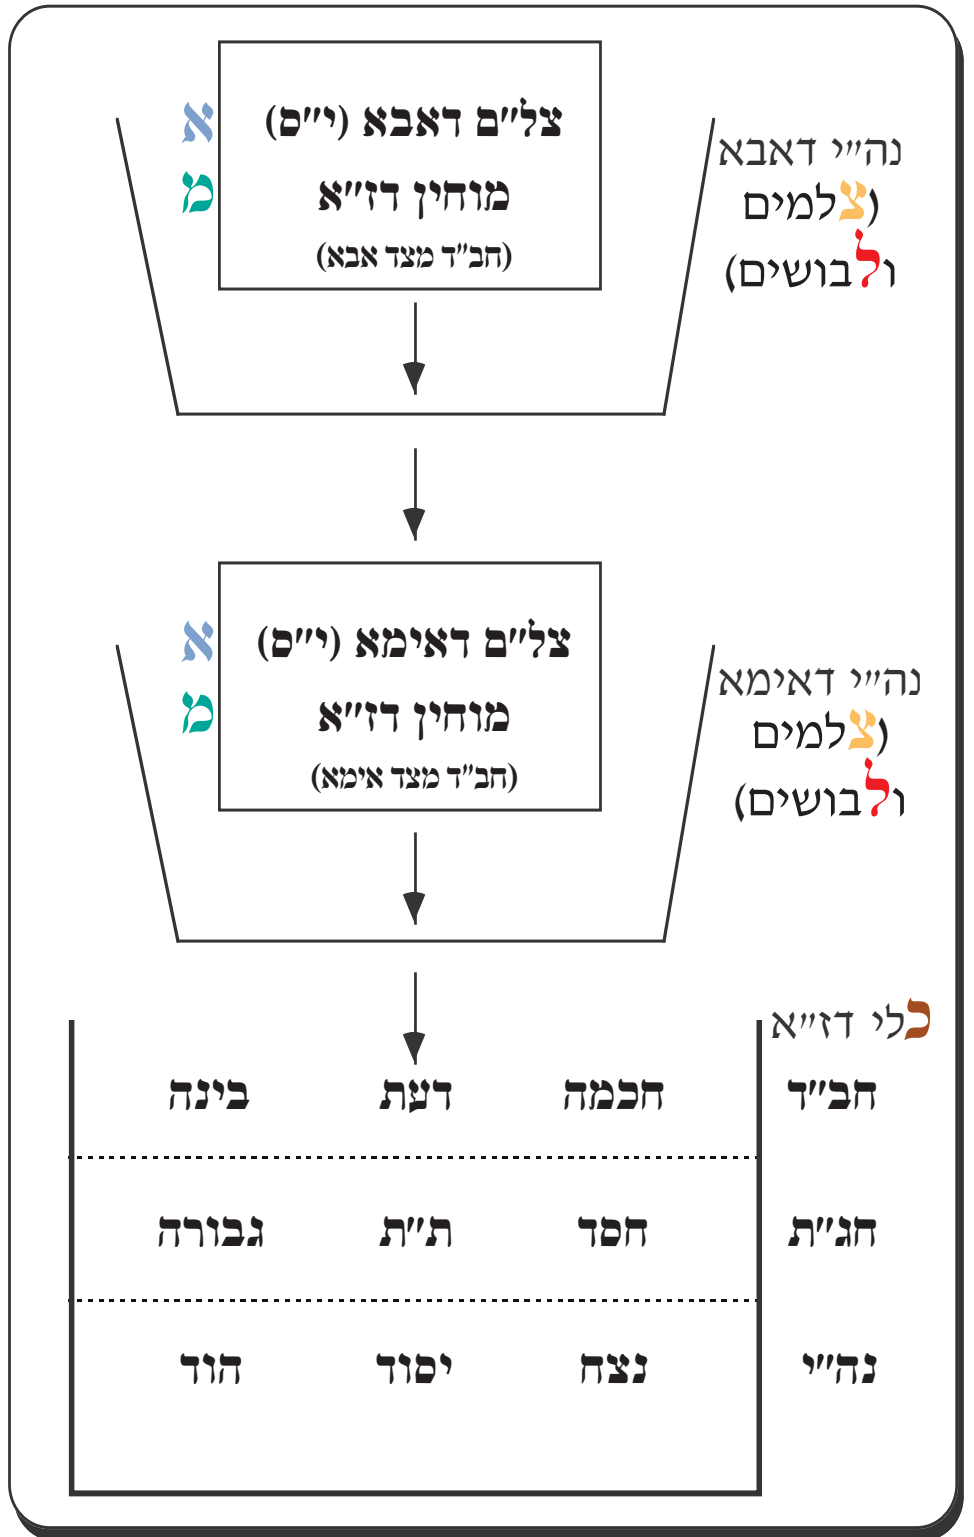 צל״ם דאבא (י״ס)
א
נה״י דאבא
מוחין דז״א
מ
(צלמים
(חב״ד מצד אבא)
ולבושים)
צל״ם דאימא (י״ס)
א
נה״י דאימא
מוחין דז״א
מ
(צלמים
(חב״ד מצד אימא)
ולבושים)
כלי דז״א
חב״ד חכמה דעת בינה
חג״ת חסד ת״ת גבורה
נה״י נצח יסוד הוד